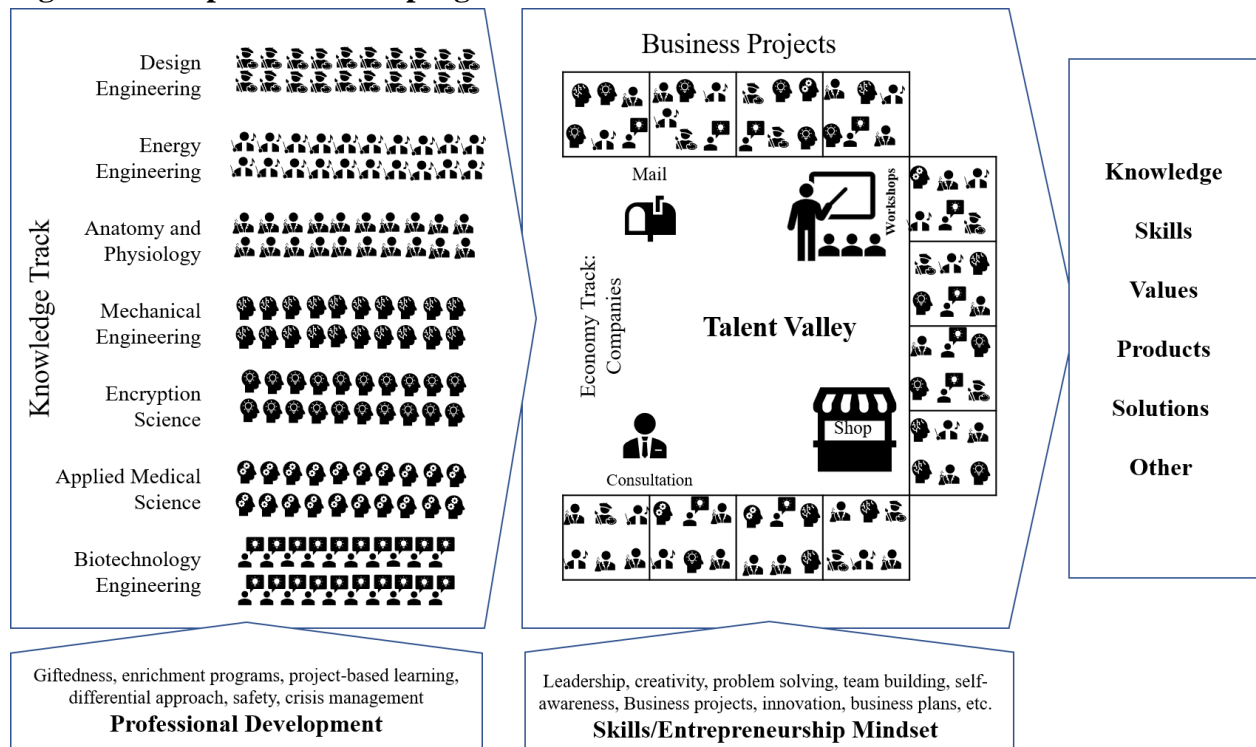 Knowledge Track
Design
Engineering
Energy
Engineering
Anatomy and
Physiology
Mechanical
Engineering
Encryption
Science
Applied Medical
Science
Biotechnology
Engineering
Giftedness, enrichment programs, project-based learning,
differential approach, safety, crisis management
Professional Development
Business Projects
Mail
Workshops
Economy Track:
Companies
Talent Valley
Shop
Consultation
Leadership, creativity, problem solving, team building, self-
awareness, Business projects, innovation, business plans, etc.
Skills/Entrepreneurship Mindset
Knowledge
Skills
Values
Products
Solutions
Other